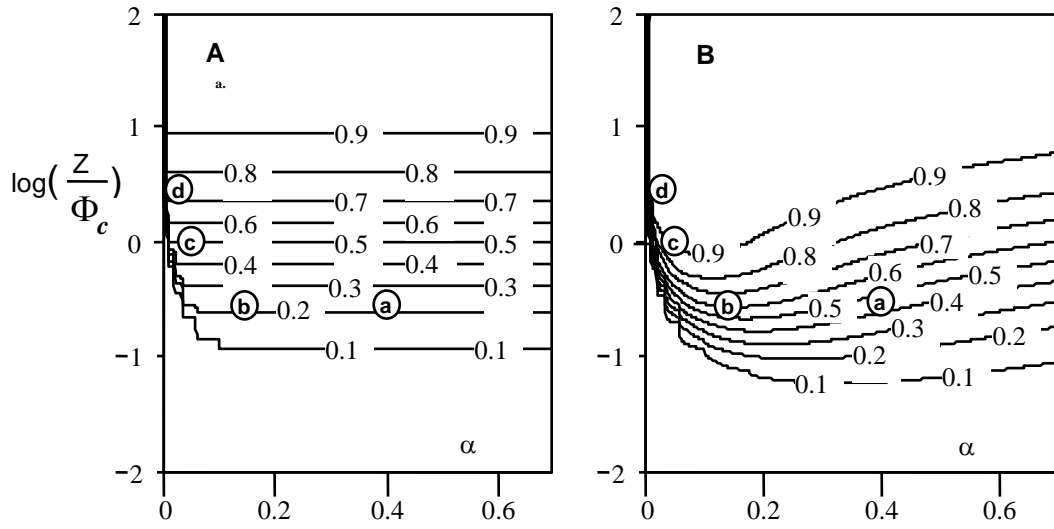 2 2
A B
a.
1 0.9 0.9 1
0.9
0.8 0.8
d 0.7 0.7 d 0.8
log( Z / Φc ) 0.6 0.6 0.7
0 c 0.5 0.5 0 c 0.9 0.8 0.6
0.4 0.4 0.5
0.3 0.3 0.4
b 0.2 a 0.2 b 0.5 a
0.3
−1 0.1 0.1 −1 0.2 0.2
0.1 0.1
α α
−2 −2
0 0.2 0.4 0.6 0 0.2 0.4 0.6